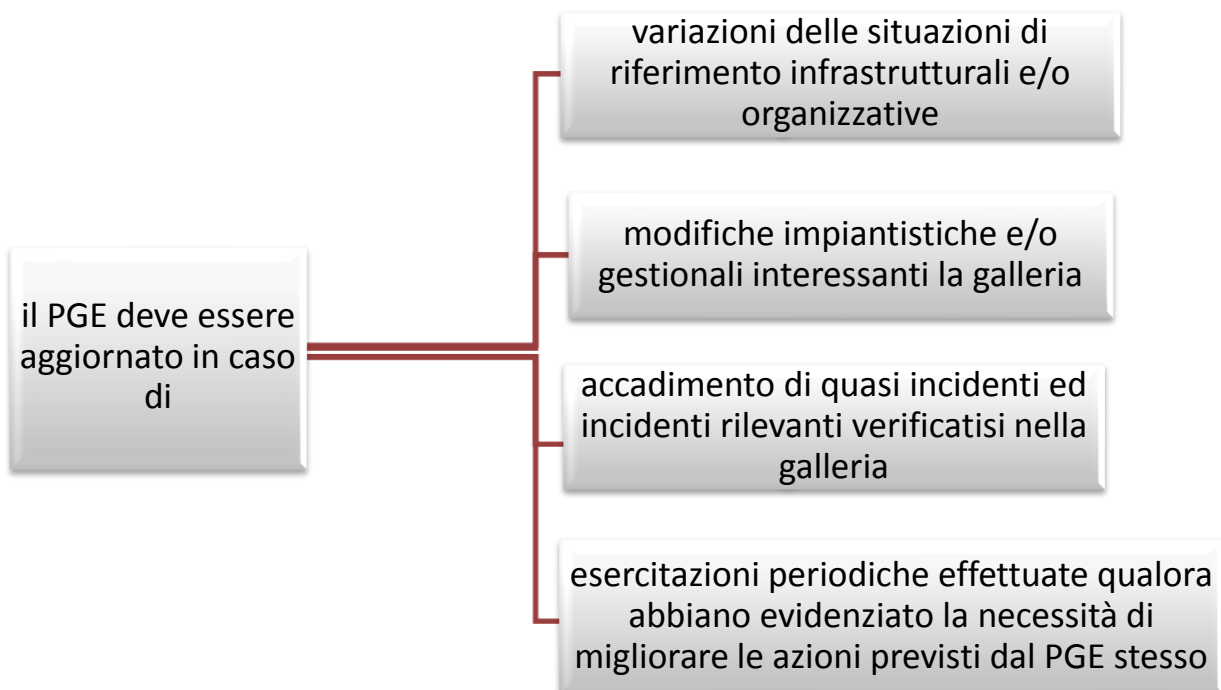 il PGE deve essere
aggiornato in caso
di
variazioni delle situazioni di
riferimento infrastrutturali e/o
organizzative
modifiche impiantistiche e/o
gestionali interessanti la galleria
accadimento di quasi incidenti ed
incidenti rilevanti verificatisi nella
galleria
esercitazioni periodiche effettuate qualora
abbiano evidenziato la necessità di
migliorare le azioni previsti dal PGE stesso